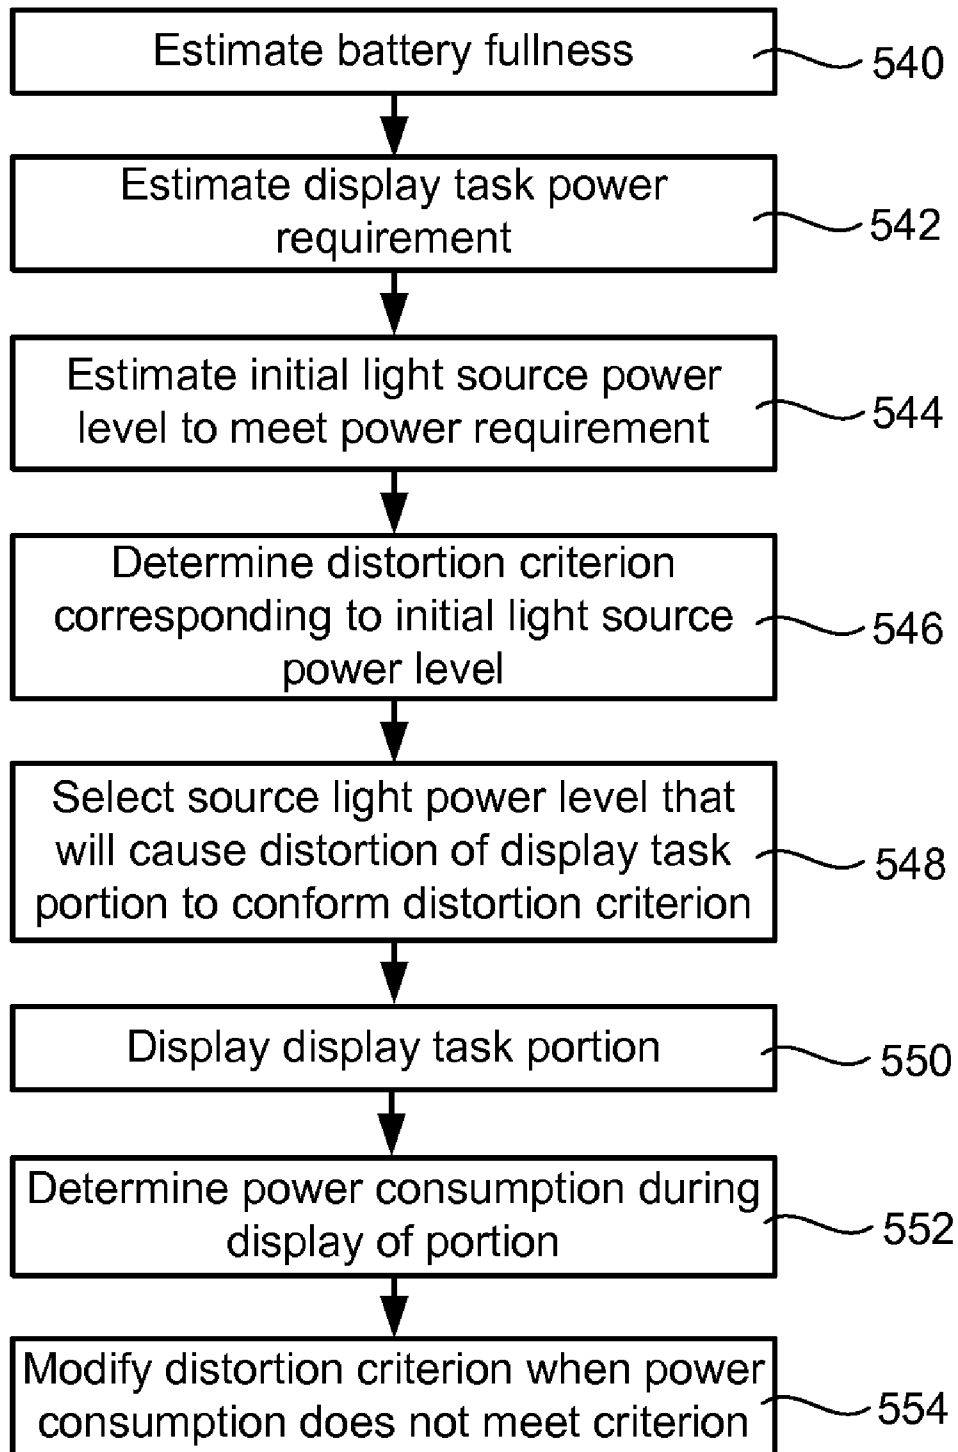 Estimate battery fullness
540
Estimate display task power
requirement
542
Estimate initial light source power
level to meet power requirement
544
Determine distortion criterion
corresponding to initial light source
power level
546
Select source light power level that
will cause distortion of display task
portion to conform distortion criterion
548
Display display task portion
550
Determine power consumption during
display of portion
552
Modify distortion criterion when power
consumption does not meet criterion
554